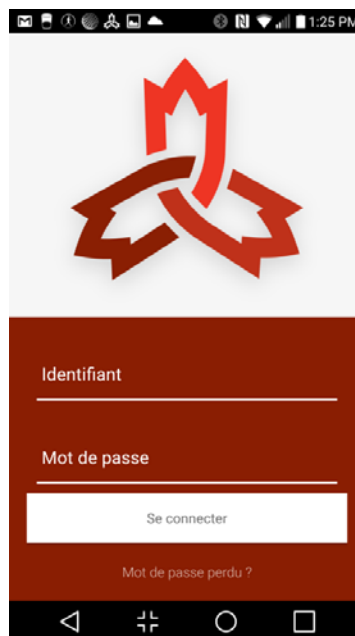 1:25 PM
Identifiant
Mot de passe
Se connecter
Mot de passe perdu ?